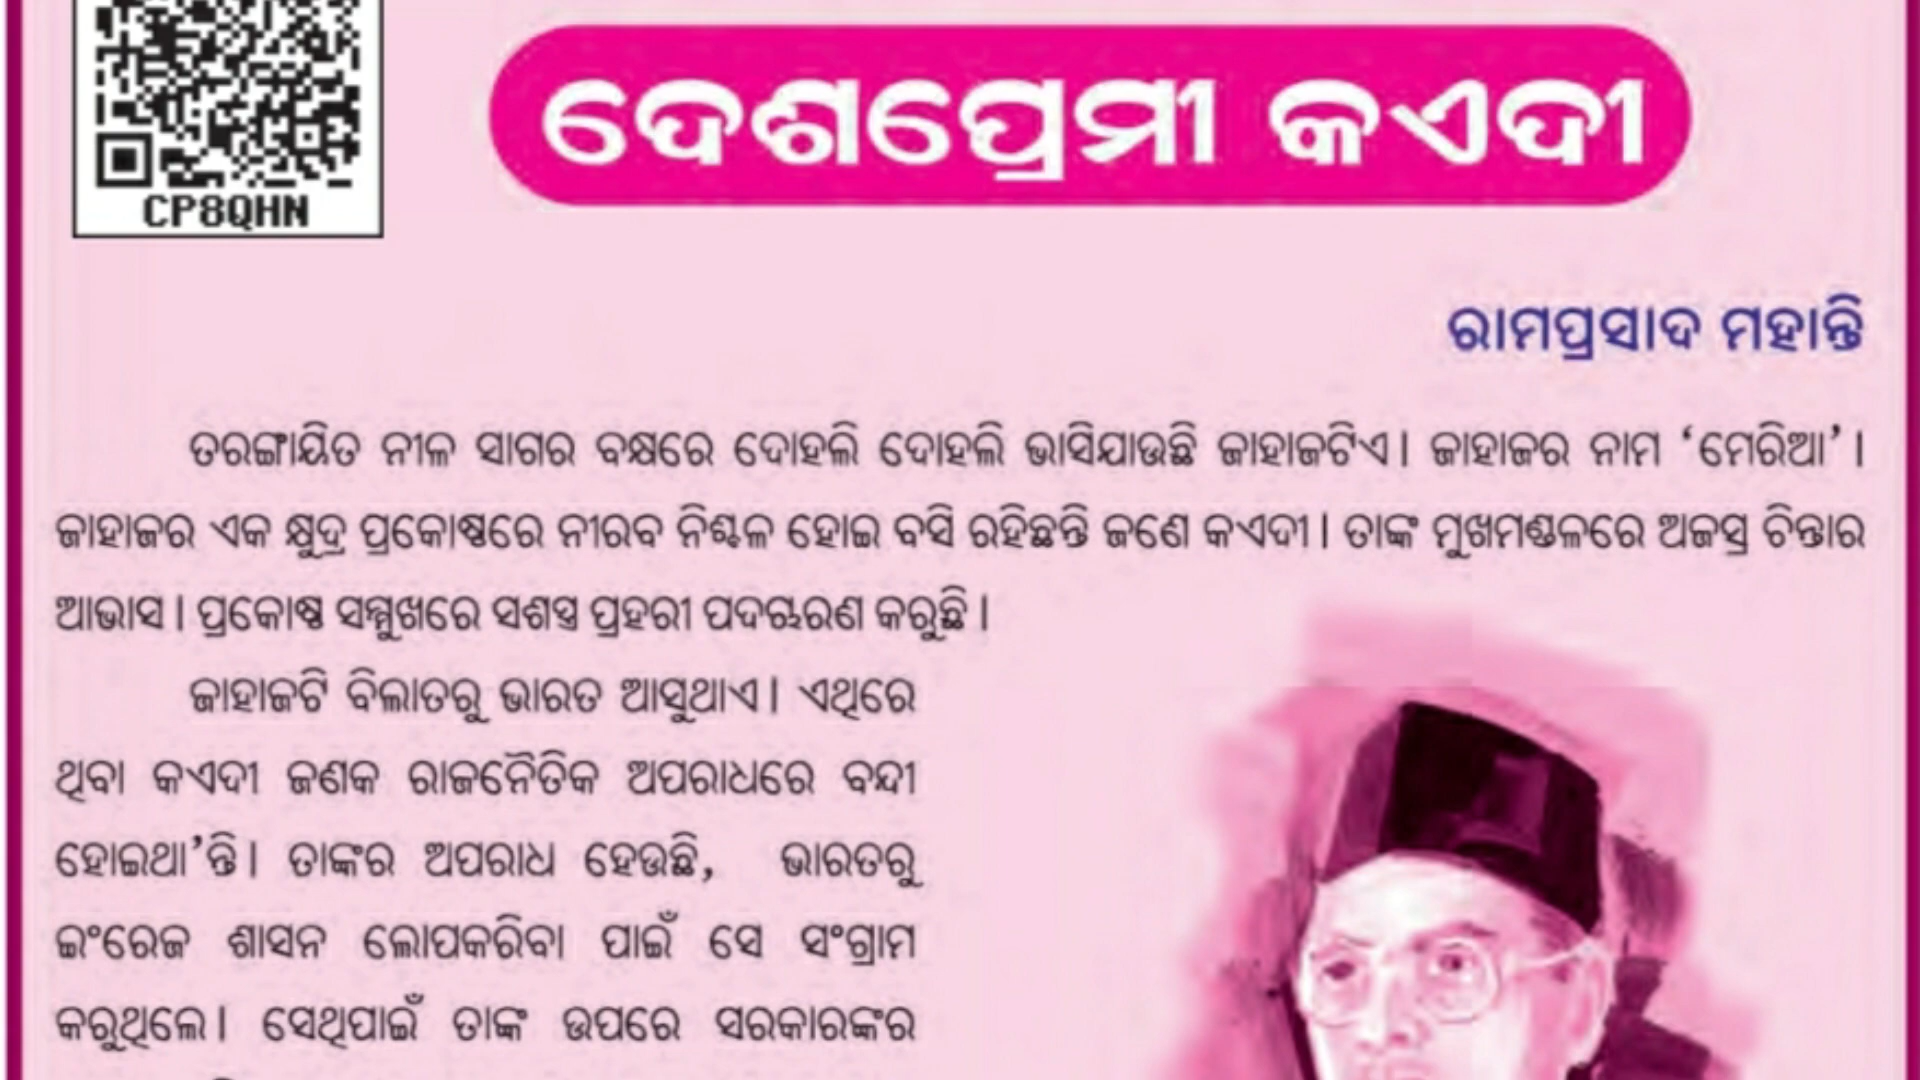 CP8QHN
ଦେଶପ୍ରେମୀ କଏଦୀ
ରାମପ୍ରସାଦ ମହାନ୍ତି
ତରଙ୍ଗାୟିତ ନୀଳ ସାଗର ବକ୍ଷରେ ଦୋହଲି ଦୋହଲି ଭାସିଯାଉଛି ଜାହାଜଟିଏ। ଜାହାଜର ନାମ ‘ମେରିଆ’।
ଜାହାଜର ଏକ କ୍ଷୁଦ୍ର ପ୍ରକୋଷ୍ଠରେ ନୀରବ ନିଶ୍ଚଳ ହୋଇ ବସି ରହିଛନ୍ତି ଜଣେ କଏଦୀ। ତାଙ୍କ ମୁଖମଣ୍ଡଳରେ ଅଜସ୍ର ଚିନ୍ତାର
ଆଭାସ। ପ୍ରକୋଷ୍ଠ ସମ୍ମୁଖରେ ସଶସ୍ତ୍ର ପ୍ରହରୀ ପଦଚ୍ଚରଣ କରୁଛି।
ଜାହାଜଟି ବିଲାତରୁ ଭାରତ ଆସୁଥାଏ। ଏଥିରେ
ଥିବା କଏଦୀ ଜଣକ ରାଜନୈତିକ ଅପରାଧରେ ବନ୍ଦୀ
ହୋଇଥା’ନ୍ତି। ତାଙ୍କର ଅପରାଧ ହେଉଛି, ଭାରତରୁ
ଇଂରେଜ ଶାସନ ଲୋପକରିବା ପାଇଁ ସେ ସଂଗ୍ରାମ
କରୁଥିଲେ। ସେଥିପାଇଁ ତାଙ୍କ ଉପରେ ସରକାରଙ୍କର